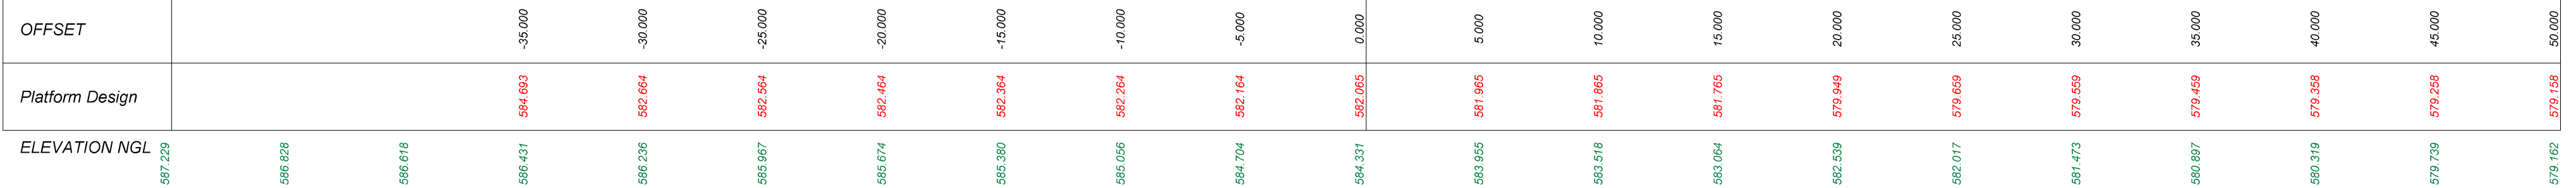 OFFSET -35.000 -30.000 -25.000 -20.000 -15.000 -10.000 -5.000 0.000 5.000 10.000 15.000 20.000 25.000 30.000 35.000 40.000 45.000 50.000
Platform Design 584.693 582.664 582.564 582.464 582.364 582.264 582.164 582.065 581.965 581.865 581.765 579.949 579.659 579.559 579.459 579.358 579.258 579.158
ELEVATION NGL 587.229 586.828 586.618 586.431 586.236 585.967 585.674 585.380 585.056 584.704 584.331 583.955 583.518 583.064 582.539 582.017 581.473 580.897 580.319 579.739 579.162